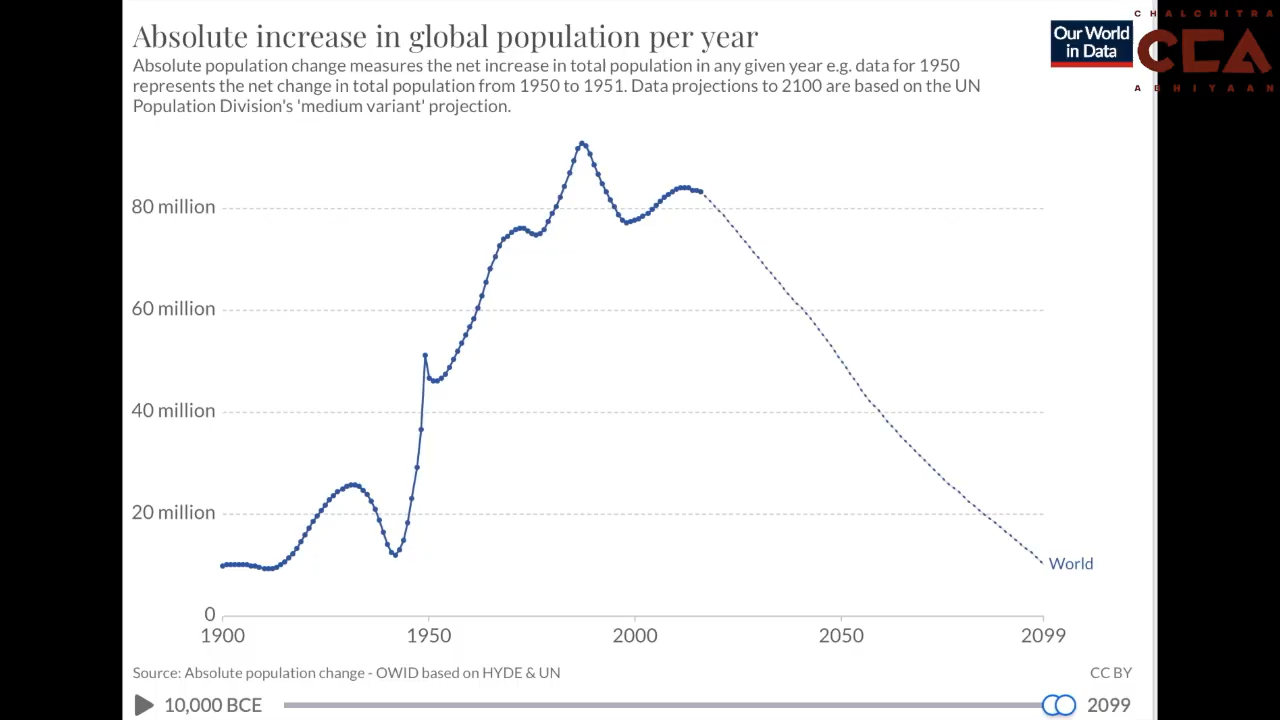 Absolute increase in global population per year
Absolute population change measures the net increase in total population in any given year e.g. data for 1950
represents the net change in total population from 1950 to 1951. Data projections to 2100 are based on the UN
Population Division's 'medium variant' projection.
Our World
in Data
CHALCHITRA
CCA
ABHIYAAN
80 million
60 million
40 million
20 million
0
World
1900
1950
2000
2050
2099
Source: Absolute population change - OWID based on HYDE & UN
CC BY
10,000 BCE
2099